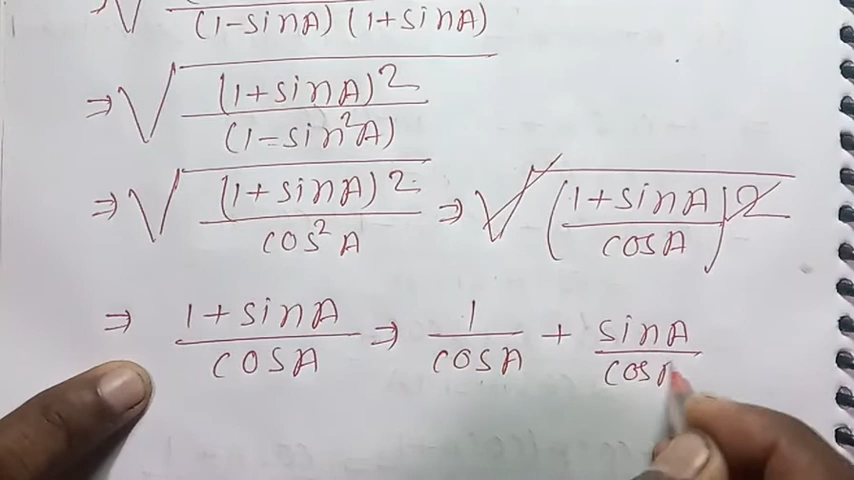 (1-sinA) (1+sinA)
⇒ √((1+sinA)² / (1-sin²A))
⇒ √((1+sinA)² / cos²A) ⇒ √((1+sinA / cosA)²)
⇒ (1+sinA) / cosA ⇒ 1 / cosA + sinA / cosA